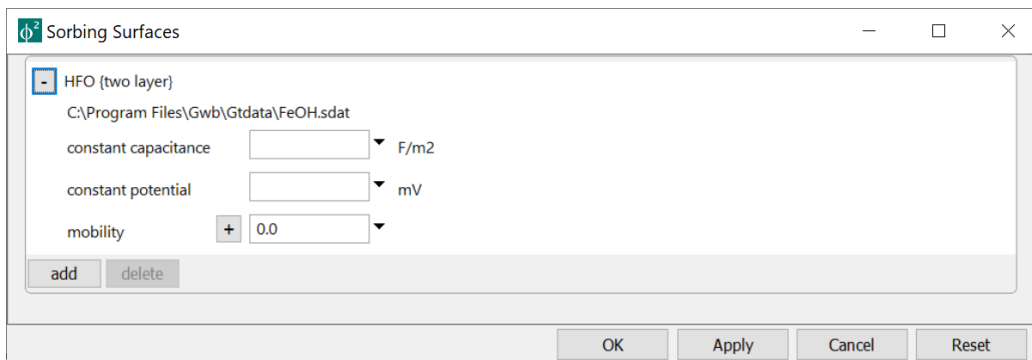 ϕ² Sorbing Surfaces
- HFO {two layer}
C:\Program Files\Gwb\Gtdata\FeOH.sdat
constant capacitance F/m2
constant potential mV
mobility + 0.0
add delete
OK Apply Cancel Reset